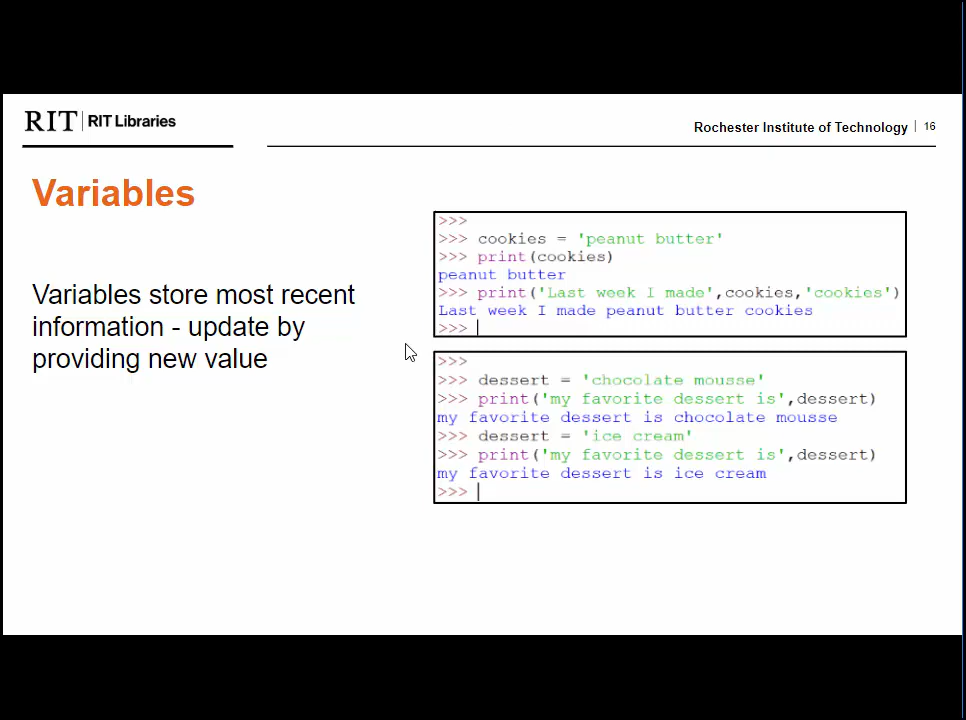 RIT | RIT Libraries
Rochester Institute of Technology | 16
Variables
Variables store most recent
information - update by
providing new value
>>>
>>> cookies = 'peanut butter'
>>> print(cookies)
peanut butter
>>> print('Last week I made',cookies,'cookies')
Last week I made peanut butter cookies
>>>
>>>
>>> dessert = 'chocolate mousse'
>>> print('my favorite dessert is',dessert)
my favorite dessert is chocolate mousse
>>> dessert = 'ice cream'
>>> print('my favorite dessert is',dessert)
my favorite dessert is ice cream
>>>